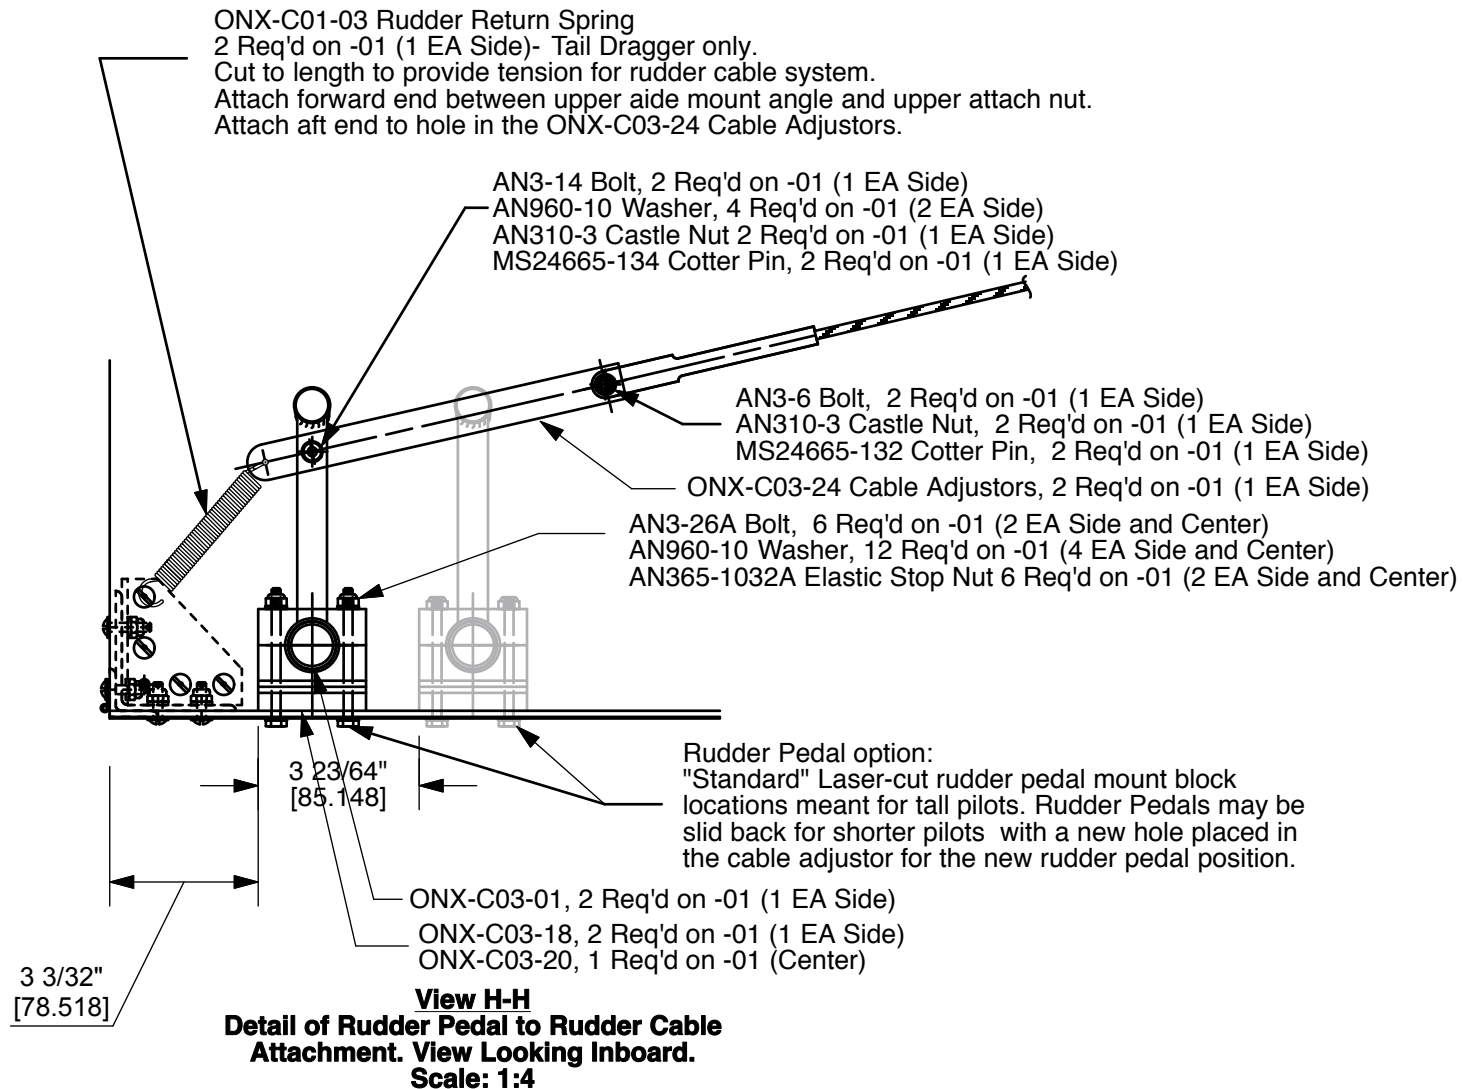 ONX-C01-03 Rudder Return Spring
2 Req'd on -01 (1 EA Side)- Tail Dragger only.
Cut to length to provide tension for rudder cable system.
Attach forward end between upper aide mount angle and upper attach nut.
Attach aft end to hole in the ONX-C03-24 Cable Adjustors.
AN3-14 Bolt, 2 Req'd on -01 (1 EA Side)
AN960-10 Washer, 4 Req'd on -01 (2 EA Side)
AN310-3 Castle Nut 2 Req'd on -01 (1 EA Side)
MS24665-134 Cotter Pin, 2 Req'd on -01 (1 EA Side)
AN3-6 Bolt, 2 Req'd on -01 (1 EA Side)
AN310-3 Castle Nut, 2 Req'd on -01 (1 EA Side)
MS24665-132 Cotter Pin, 2 Req'd on -01 (1 EA Side)
ONX-C03-24 Cable Adjustors, 2 Req'd on -01 (1 EA Side)
AN3-26A Bolt, 6 Req'd on -01 (2 EA Side and Center)
AN960-10 Washer, 12 Req'd on -01 (4 EA Side and Center)
AN365-1032A Elastic Stop Nut 6 Req'd on -01 (2 EA Side and Center)
3 23/64"
[85.148]
Rudder Pedal option:
"Standard" Laser-cut rudder pedal mount block
locations meant for tall pilots. Rudder Pedals may be
slid back for shorter pilots with a new hole placed in
the cable adjustor for the new rudder pedal position.
ONX-C03-01, 2 Req'd on -01 (1 EA Side)
ONX-C03-18, 2 Req'd on -01 (1 EA Side)
ONX-C03-20, 1 Req'd on -01 (Center)
3 3/32"
[78.518]
View H-H
Detail of Rudder Pedal to Rudder Cable
Attachment. View Looking Inboard.
Scale: 1:4